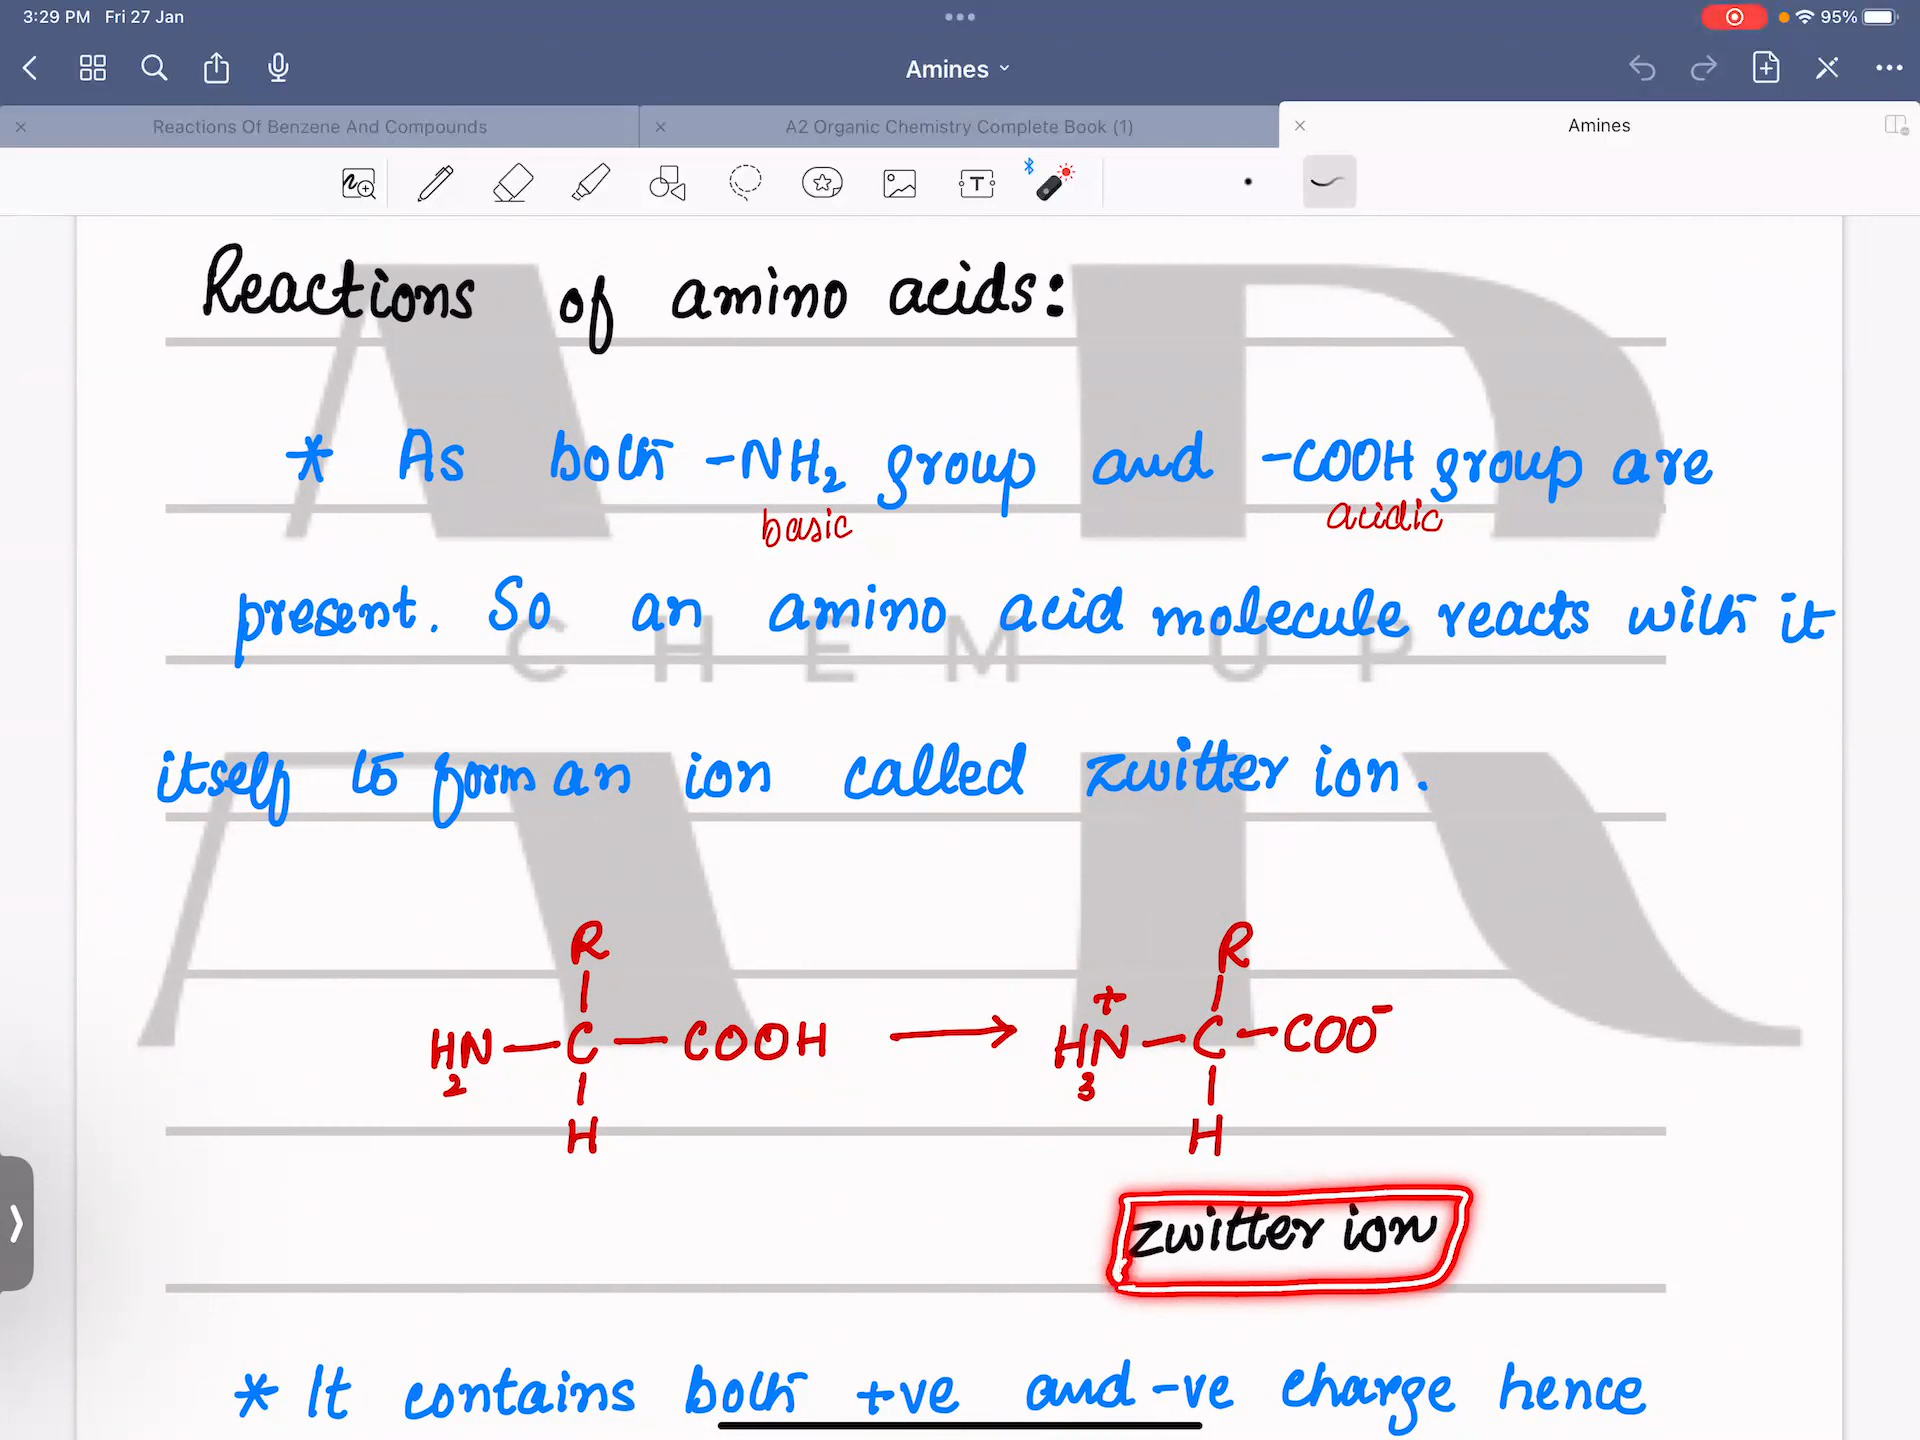 3:29 PM Fri 27 Jan
95%
Amines
Reactions Of Benzene And Compounds
A2 Organic Chemistry Complete Book (1)
Amines
Reactions of amino acids:
* As both -NH2 group and -COOH group are
basic acidic
present. So an amino acid molecule reacts with it
CHEM UP
itself to form an ion called zwitter ion.
R R
+
H2N — C — COOH → H3N — C — COO-
H H
zwitter ion
* It contains both +ve and -ve charge hence
AR